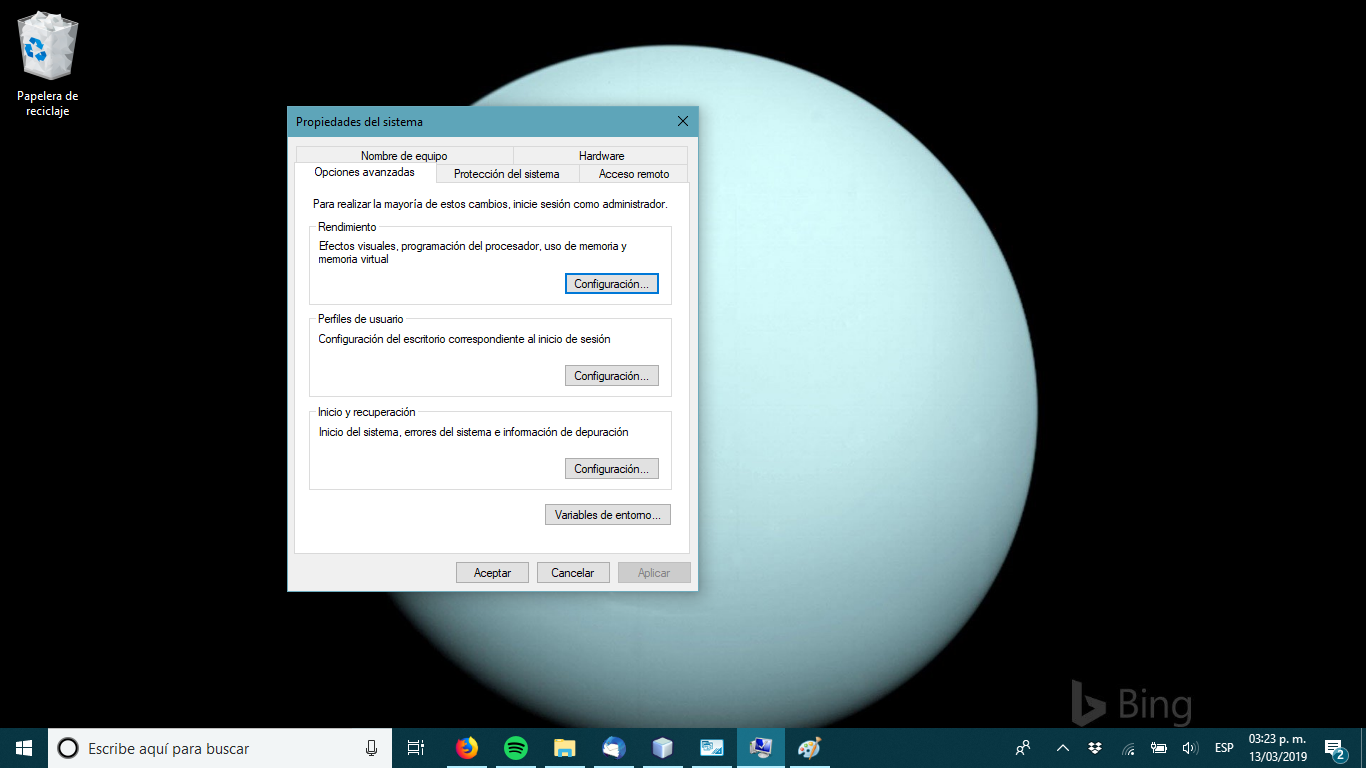 Papelera de
reciclaje
Propiedades del sistema
Nombre de equipo
Hardware
Opciones avanzadas
Protección del sistema
Acceso remoto
Para realizar la mayoría de estos cambios, inicie sesión como administrador.
Rendimiento
Efectos visuales, programación del procesador, uso de memoria y
memoria virtual
Configuración...
Perfiles de usuario
Configuración del escritorio correspondiente al inicio de sesión
Configuración...
Inicio y recuperación
Inicio del sistema, errores del sistema e información de depuración
Configuración...
Variables de entorno...
Aceptar
Cancelar
Aplicar
Bing
Escribe aquí para buscar
ESP
03:23 p. m.
13/03/2019
2